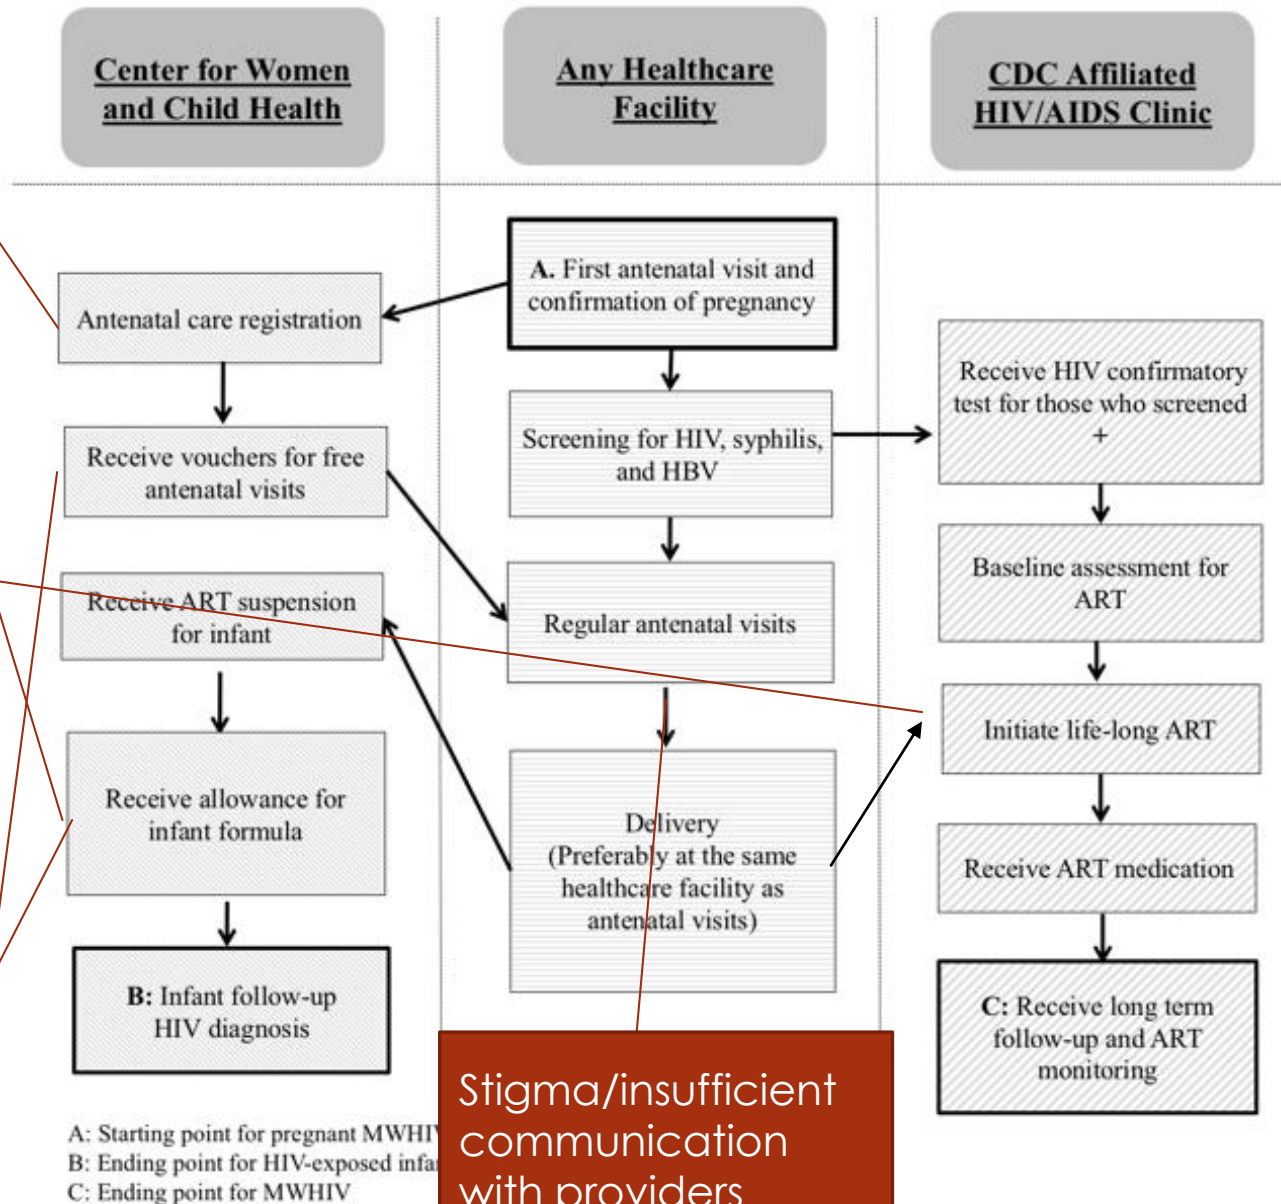 Center for Women
and Child Health
Any Healthcare
Facility
CDC Affiliated
HIV/AIDS Clinic
A. First antenatal visit and
confirmation of pregnancy
Antenatal care registration
Receive HIV confirmatory
test for those who screened
+
Screening for HIV, syphilis,
and HBV
Receive vouchers for free
antenatal visits
Baseline assessment for
ART
Receive ART suspension
for infant
Regular antenatal visits
Initiate life-long ART
Receive allowance for
infant formula
Delivery
(Preferably at the same
healthcare facility as
antenatal visits)
Receive ART medication
B: Infant follow-up
HIV diagnosis
C: Receive long term
follow-up and ART
monitoring
Stigma/insufficient
communication
with providers
A: Starting point for pregnant MWHIV
B: Ending point for HIV-exposed infa
C: Ending point for MWHIV